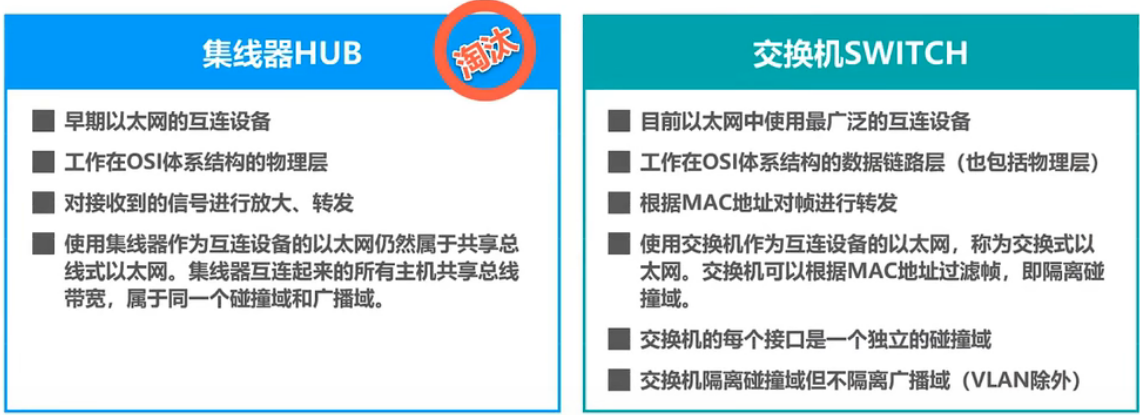 集线器HUB
淘汰
早期以太网的互连设备
工作在OSI体系结构的物理层
对接收到的信号进行放大、转发
使用集线器作为互连设备的以太网仍然属于共享总
线式以太网。集线器互连起来的所有主机共享总线
带宽，属于同一个碰撞域和广播域。
交换机SWITCH
目前以太网中使用最广泛的互连设备
工作在OSI体系结构的数据链路层（也包括物理层）
根据MAC地址对帧进行转发
使用交换机作为互连设备的以太网，称为交换式以
太网。交换机可以根据MAC地址过滤帧，即隔离碰
撞域。
交换机的每个接口是一个独立的碰撞域
交换机隔离碰撞域但不隔离广播域（VLAN除外）